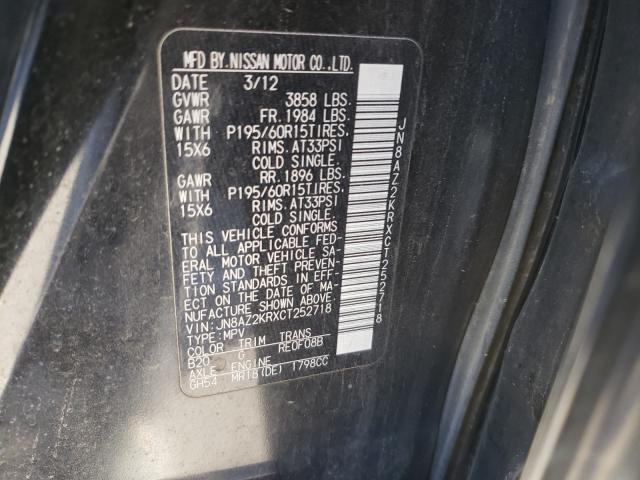 MFD BY.NISSAN MOTOR CO.,LTD.
DATE 3/12
GVWR 3858 LBS.
GAWR FR. 1984 LBS.
WITH P195/60R15TIRES.
15X6 RIMS. AT33PSI
COLD SINGLE.
GAWR RR. 1896 LBS.
WITH P195/60R15TIRES.
15X6 RIMS. AT33PSI
COLD SINGLE.
THIS VEHICLE CONFORMS
TO ALL APPLICABLE FED-
ERAL MOTOR VEHICLE SA-
FETY AND THEFT PREVEN-
TION STANDARDS IN EFF-
ECT ON THE DATE OF MA-
NUFACTURE SHOWN ABOVE.
VIN: JN8AZ2KRXCT252718
TYPE: MPV
COLOR TRIM TRANS
B20 G RE0F08B
AXLE ENGINE
GH54 MR18(DE) 1798CC
JN8AZ2KRXCT252718